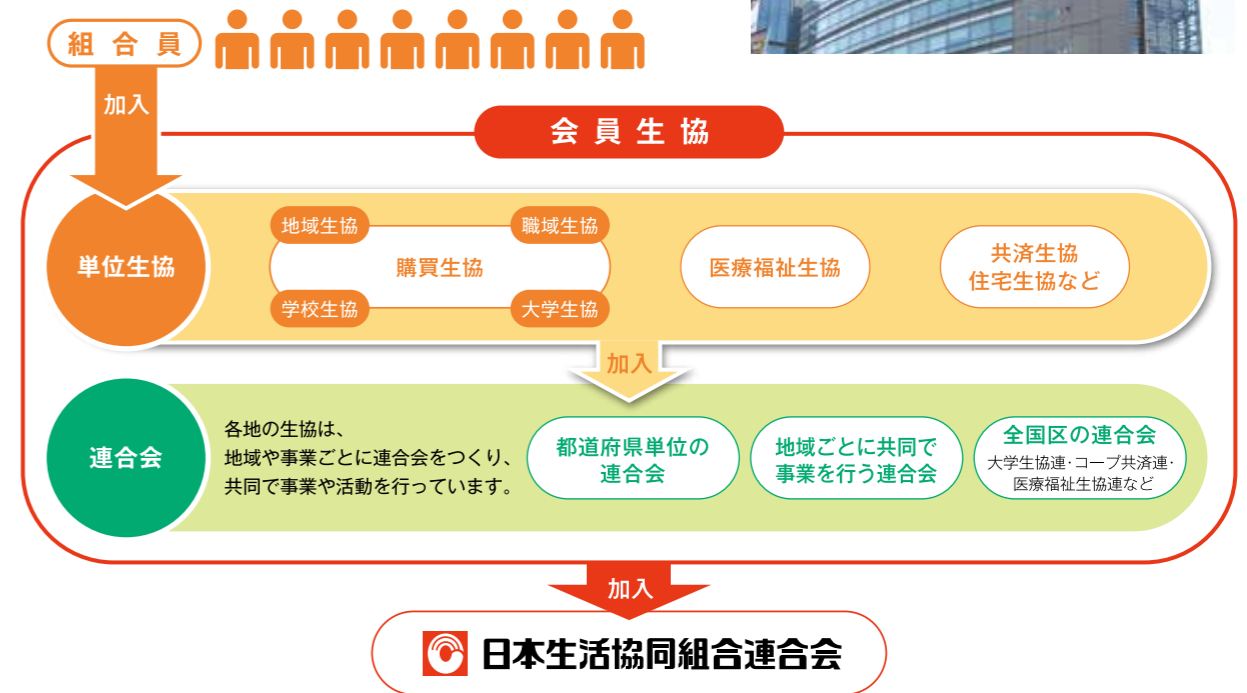 組合員
加入
会員生協
単位生協
地域生協
職域生協
購買生協
学校生協
大学生協
医療福祉生協
共済生協
住宅生協など
加入
連合会
各地の生協は、
地域や事業ごとに連合会をつくり、
共同で事業や活動を行っています。
都道府県単位の
連合会
地域ごとに共同で
事業を行う連合会
全国区の連合会
大学生協連・コープ共済連・
医療福祉生協連など
加入
日本生活協同組合連合会